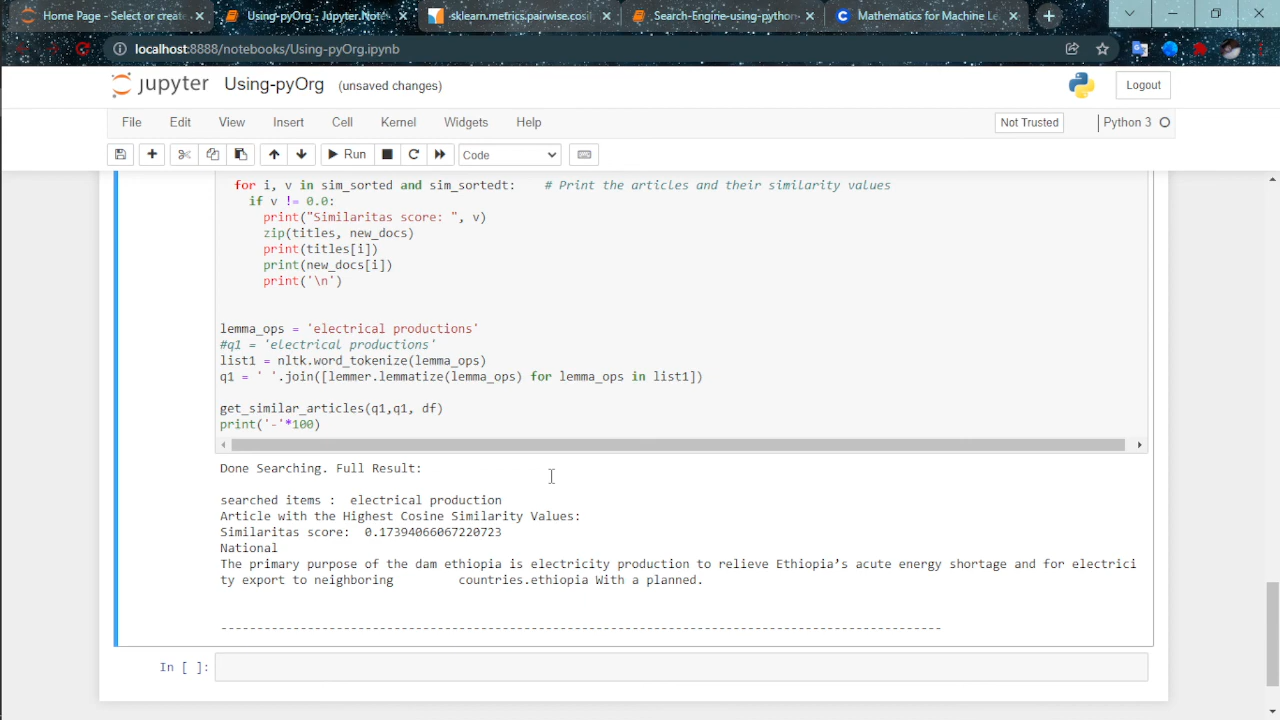 Home Page - Select or create
Using-pyOrg - Jupyter Note
sklearn.metrics.pairwise.cosi
Search-Engine-using-python
Mathematics for Machine Le
localhost:8888/notebooks/Using-pyOrg.ipynb
jupyter Using-pyOrg (unsaved changes)
Logout
File Edit View Insert Cell Kernel Widgets Help
Not Trusted
Python 3
Run
Code
for i, v in sim_sorted and sim_sortedt: # Print the articles and their similarity values
if v != 0.0:
print("Similaritas score: ", v)
zip(titles, new_docs)
print(titles[i])
print(new_docs[i])
print('\n')
lemma_ops = 'electrical productions'
#q1 = 'electrical productions'
list1 = nltk.word_tokenize(lemma_ops)
q1 = ' '.join([lemmer.lemmatize(lemma_ops) for lemma_ops in list1])
get_similar_articles(q1,q1, df)
print('-'*100)
Done Searching. Full Result:
searched items : electrical production
Article with the Highest Cosine Similarity Values:
Similaritas score: 0.17394066067220723
National
The primary purpose of the dam ethiopia is electricity production to relieve Ethiopia’s acute energy shortage and for electrici
ty export to neighboring countries.ethiopia With a planned.
----------------------------------------------------------------------------------------------------
In [ ]: